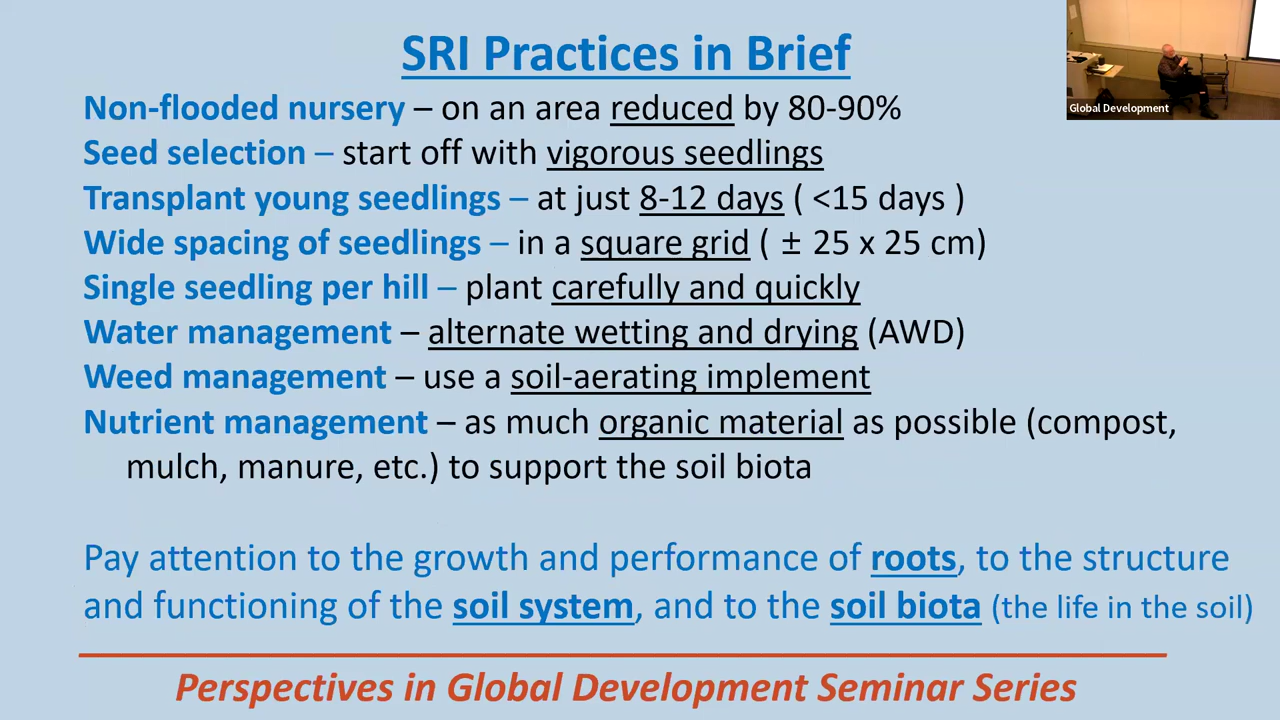 SRI Practices in Brief
Global Development
Non-flooded nursery – on an area reduced by 80-90%
Seed selection – start off with vigorous seedlings
Transplant young seedlings – at just 8-12 days ( <15 days )
Wide spacing of seedlings – in a square grid ( ± 25 x 25 cm)
Single seedling per hill – plant carefully and quickly
Water management – alternate wetting and drying (AWD)
Weed management – use a soil-aerating implement
Nutrient management – as much organic material as possible (compost,
mulch, manure, etc.) to support the soil biota
Pay attention to the growth and performance of roots, to the structure
and functioning of the soil system, and to the soil biota (the life in the soil)
Perspectives in Global Development Seminar Series